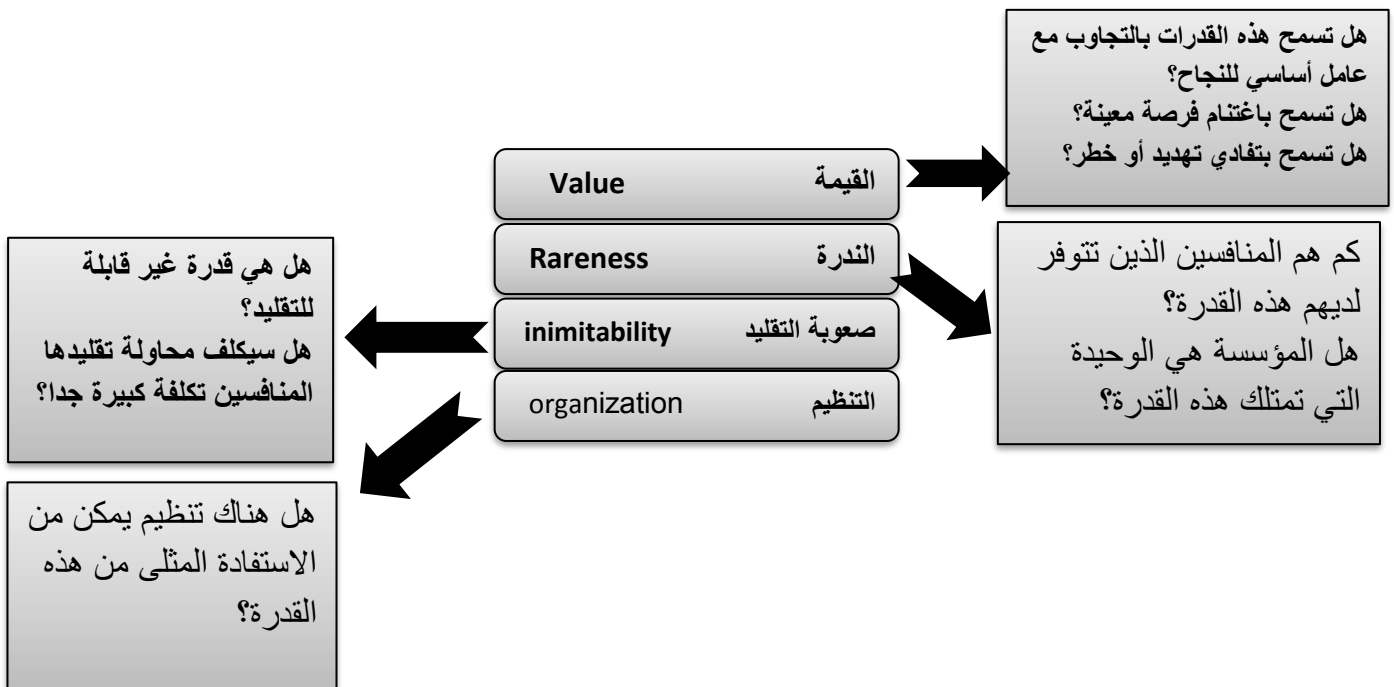 هل تسمح هذه القدرات بالتجاوب مع
عامل أساسي للنجاح؟
هل تسمح باغتنام فرصة معينة؟
هل تسمح بتفادي تهديد أو خطر؟
القيمة Value
الندرة Rareness
صعوبة التقليد inimitability
التنظيم organization
كم هم المنافسين الذين تتوفر
لديهم هذه القدرة؟
هل المؤسسة هي الوحيدة
التي تمتلك هذه القدرة؟
هل هي قدرة غير قابلة
للتقليد؟
هل سيكلف محاولة تقليدها
المنافسين تكلفة كبيرة جدا؟
هل هناك تنظيم يمكن من
الاستفادة المثلى من هذه
القدرة؟